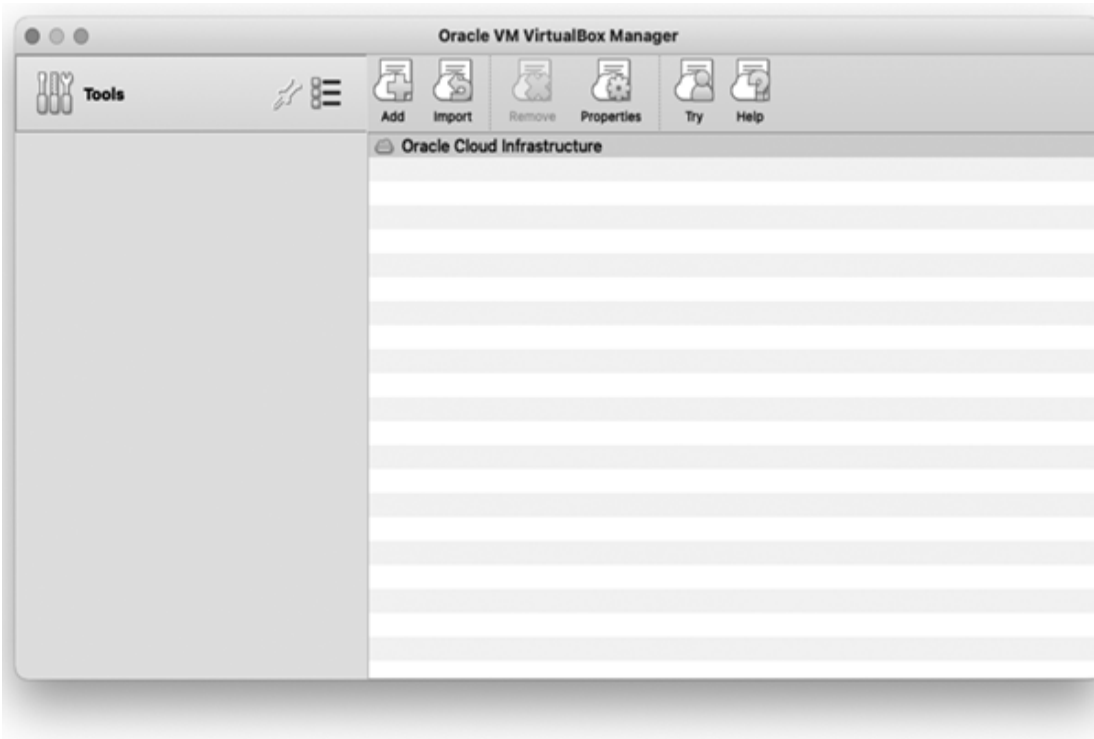 Oracle VM VirtualBox Manager
Tools
Add Import Remove Properties Try Help
Oracle Cloud Infrastructure